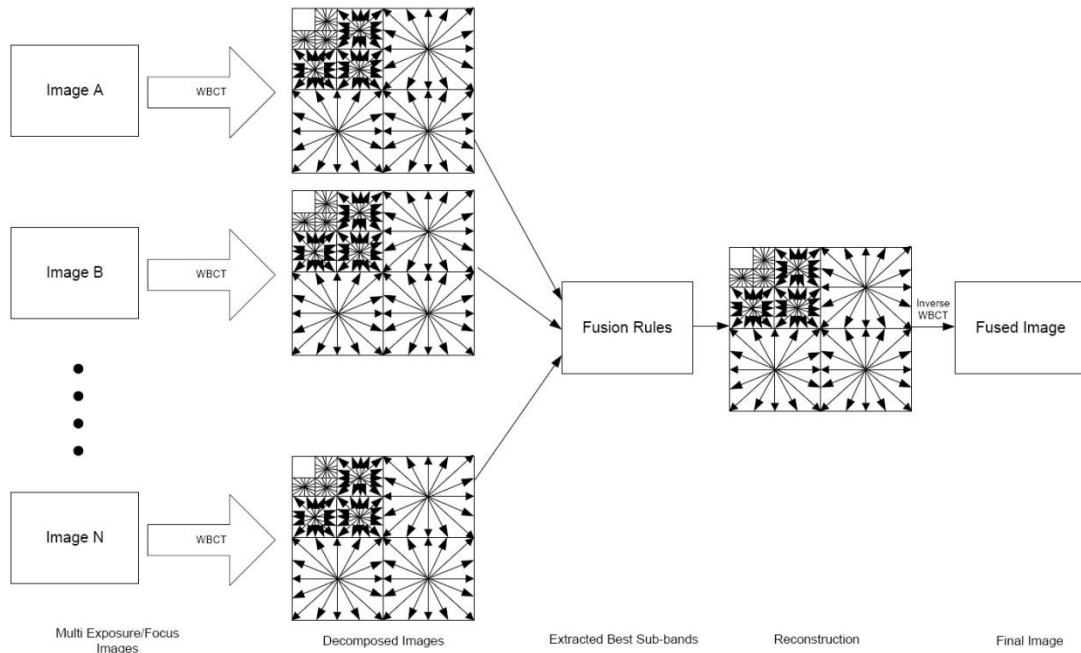 Image A
WBCT
Image B
WBCT
Fusion Rules
Inverse
WBCT
Fused Image
Image N
WBCT
Multi Exposure/Focus
Images
Decomposed Images
Extracted Best Sub-bands
Reconstruction
Final Image